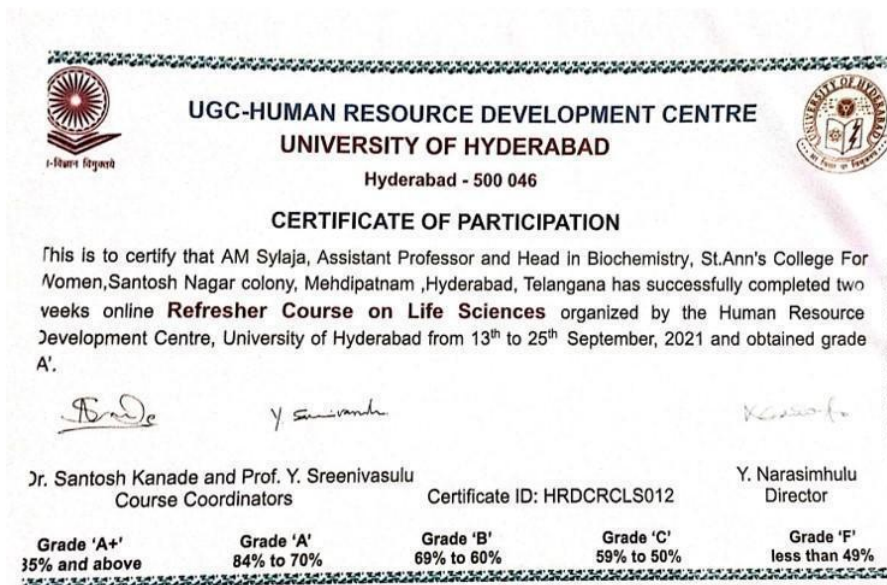 UGC-HUMAN RESOURCE DEVELOPMENT CENTRE
UNIVERSITY OF HYDERABAD
UNIVERSITY OF HYDERABAD
-विज्ञान विमुक्तये
Hyderabad - 500 046
CERTIFICATE OF PARTICIPATION
This is to certify that AM Sylaja, Assistant Professor and Head in Biochemistry, St.Ann's College For
Women,Santosh Nagar colony, Mehdipatnam ,Hyderabad, Telangana has successfully completed two
weeks online Refresher Course on Life Sciences organized by the Human Resource
Development Centre, University of Hyderabad from 13th to 25th September, 2021 and obtained grade
A'.
Dr. Santosh Kanade and Prof. Y. Sreenivasulu
Course Coordinators
Certificate ID: HRDCRCLS012
Y. Narasimhulu
Director
Grade 'A+' Grade 'A' Grade 'B' Grade 'C' Grade 'F'
35% and above 84% to 70% 69% to 60% 59% to 50% less than 49%